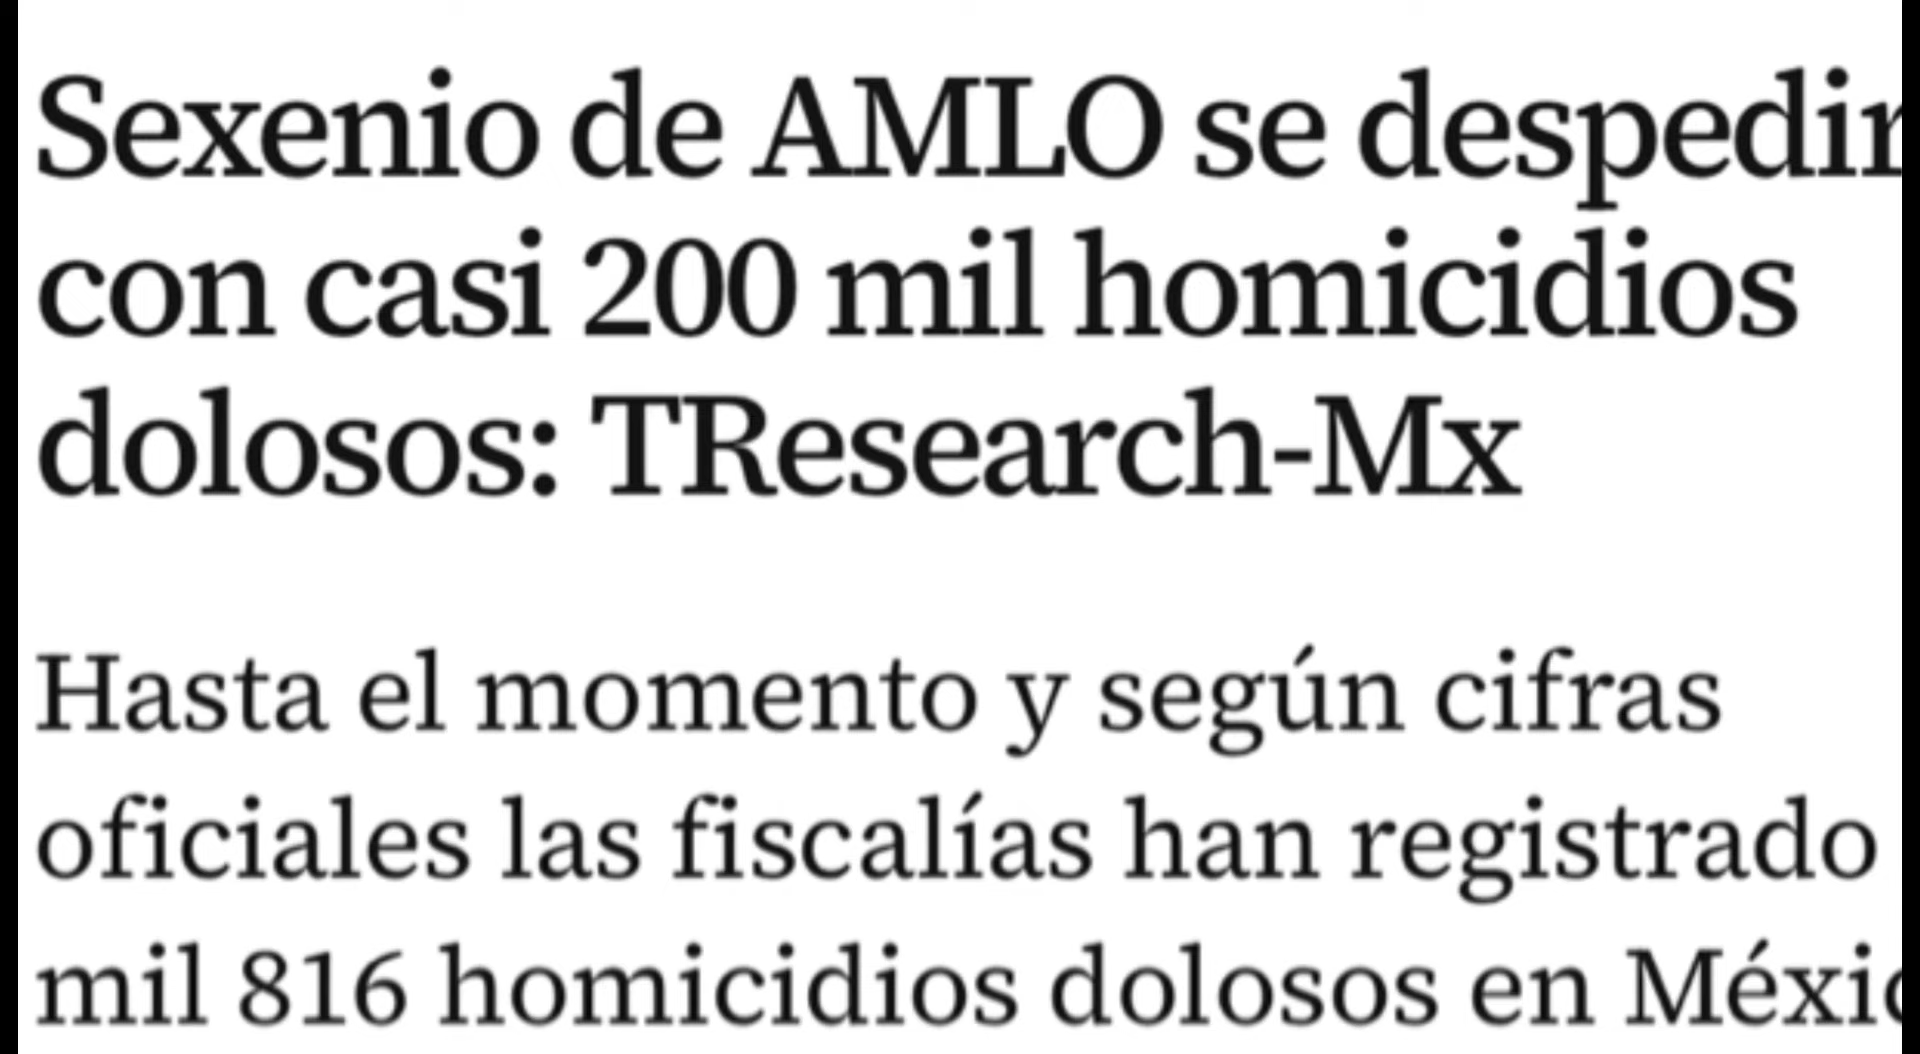 Sexenio de AMLO se despedir
con casi 200 mil homicidios
dolosos: TResearch-Mx
Hasta el momento y según cifras
oficiales las fiscalías han registrado
mil 816 homicidios dolosos en Méxic